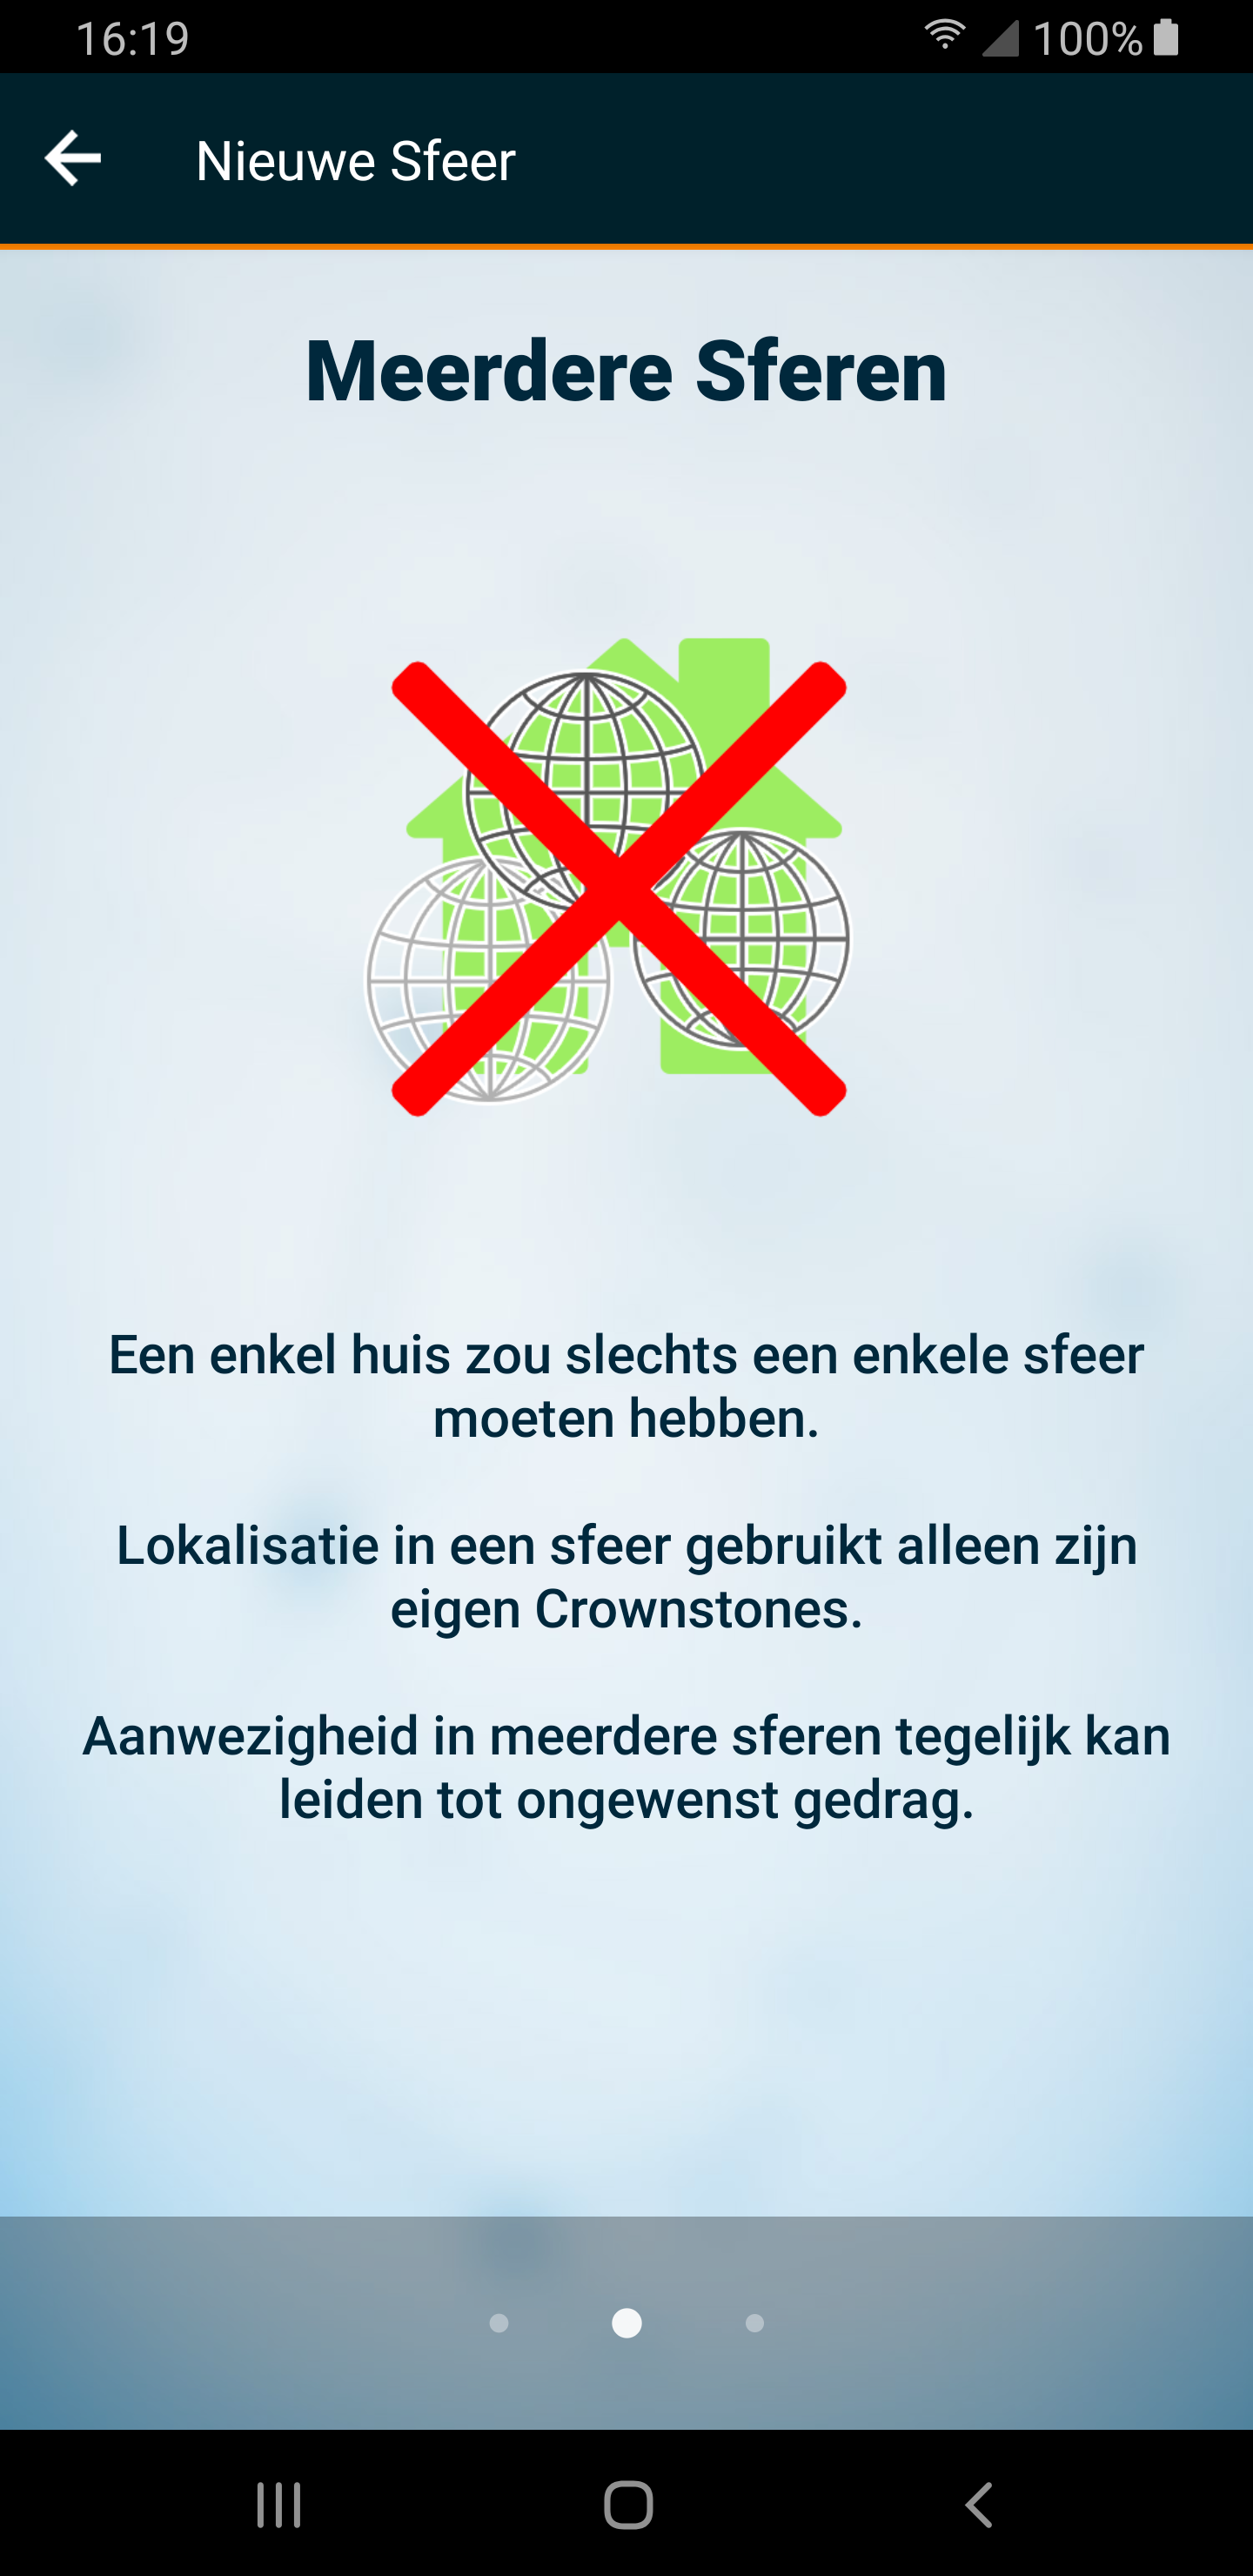 16:19
100%
Nieuwe Sfeer
Meerdere Sferen
Een enkel huis zou slechts een enkele sfeer
moeten hebben.
Lokalisatie in een sfeer gebruikt alleen zijn
eigen Crownstones.
Aanwezigheid in meerdere sferen tegelijk kan
leiden tot ongewenst gedrag.